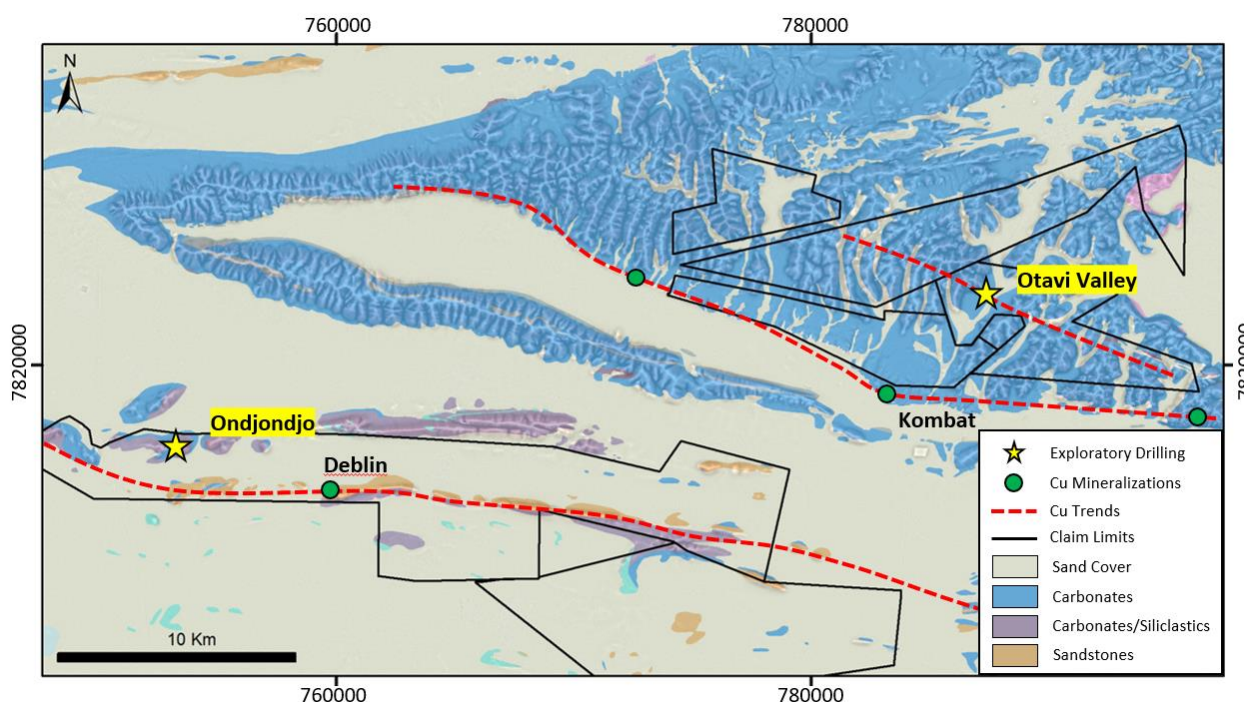 760000
780000
N
Otavi Valley
7820000
7820000
Ondjondjo
Kombat
Deblin
Exploratory Drilling
Cu Mineralizations
Cu Trends
Claim Limits
Sand Cover
Carbonates
Carbonates/Siliclastics
Sandstones
10 Km
760000
780000